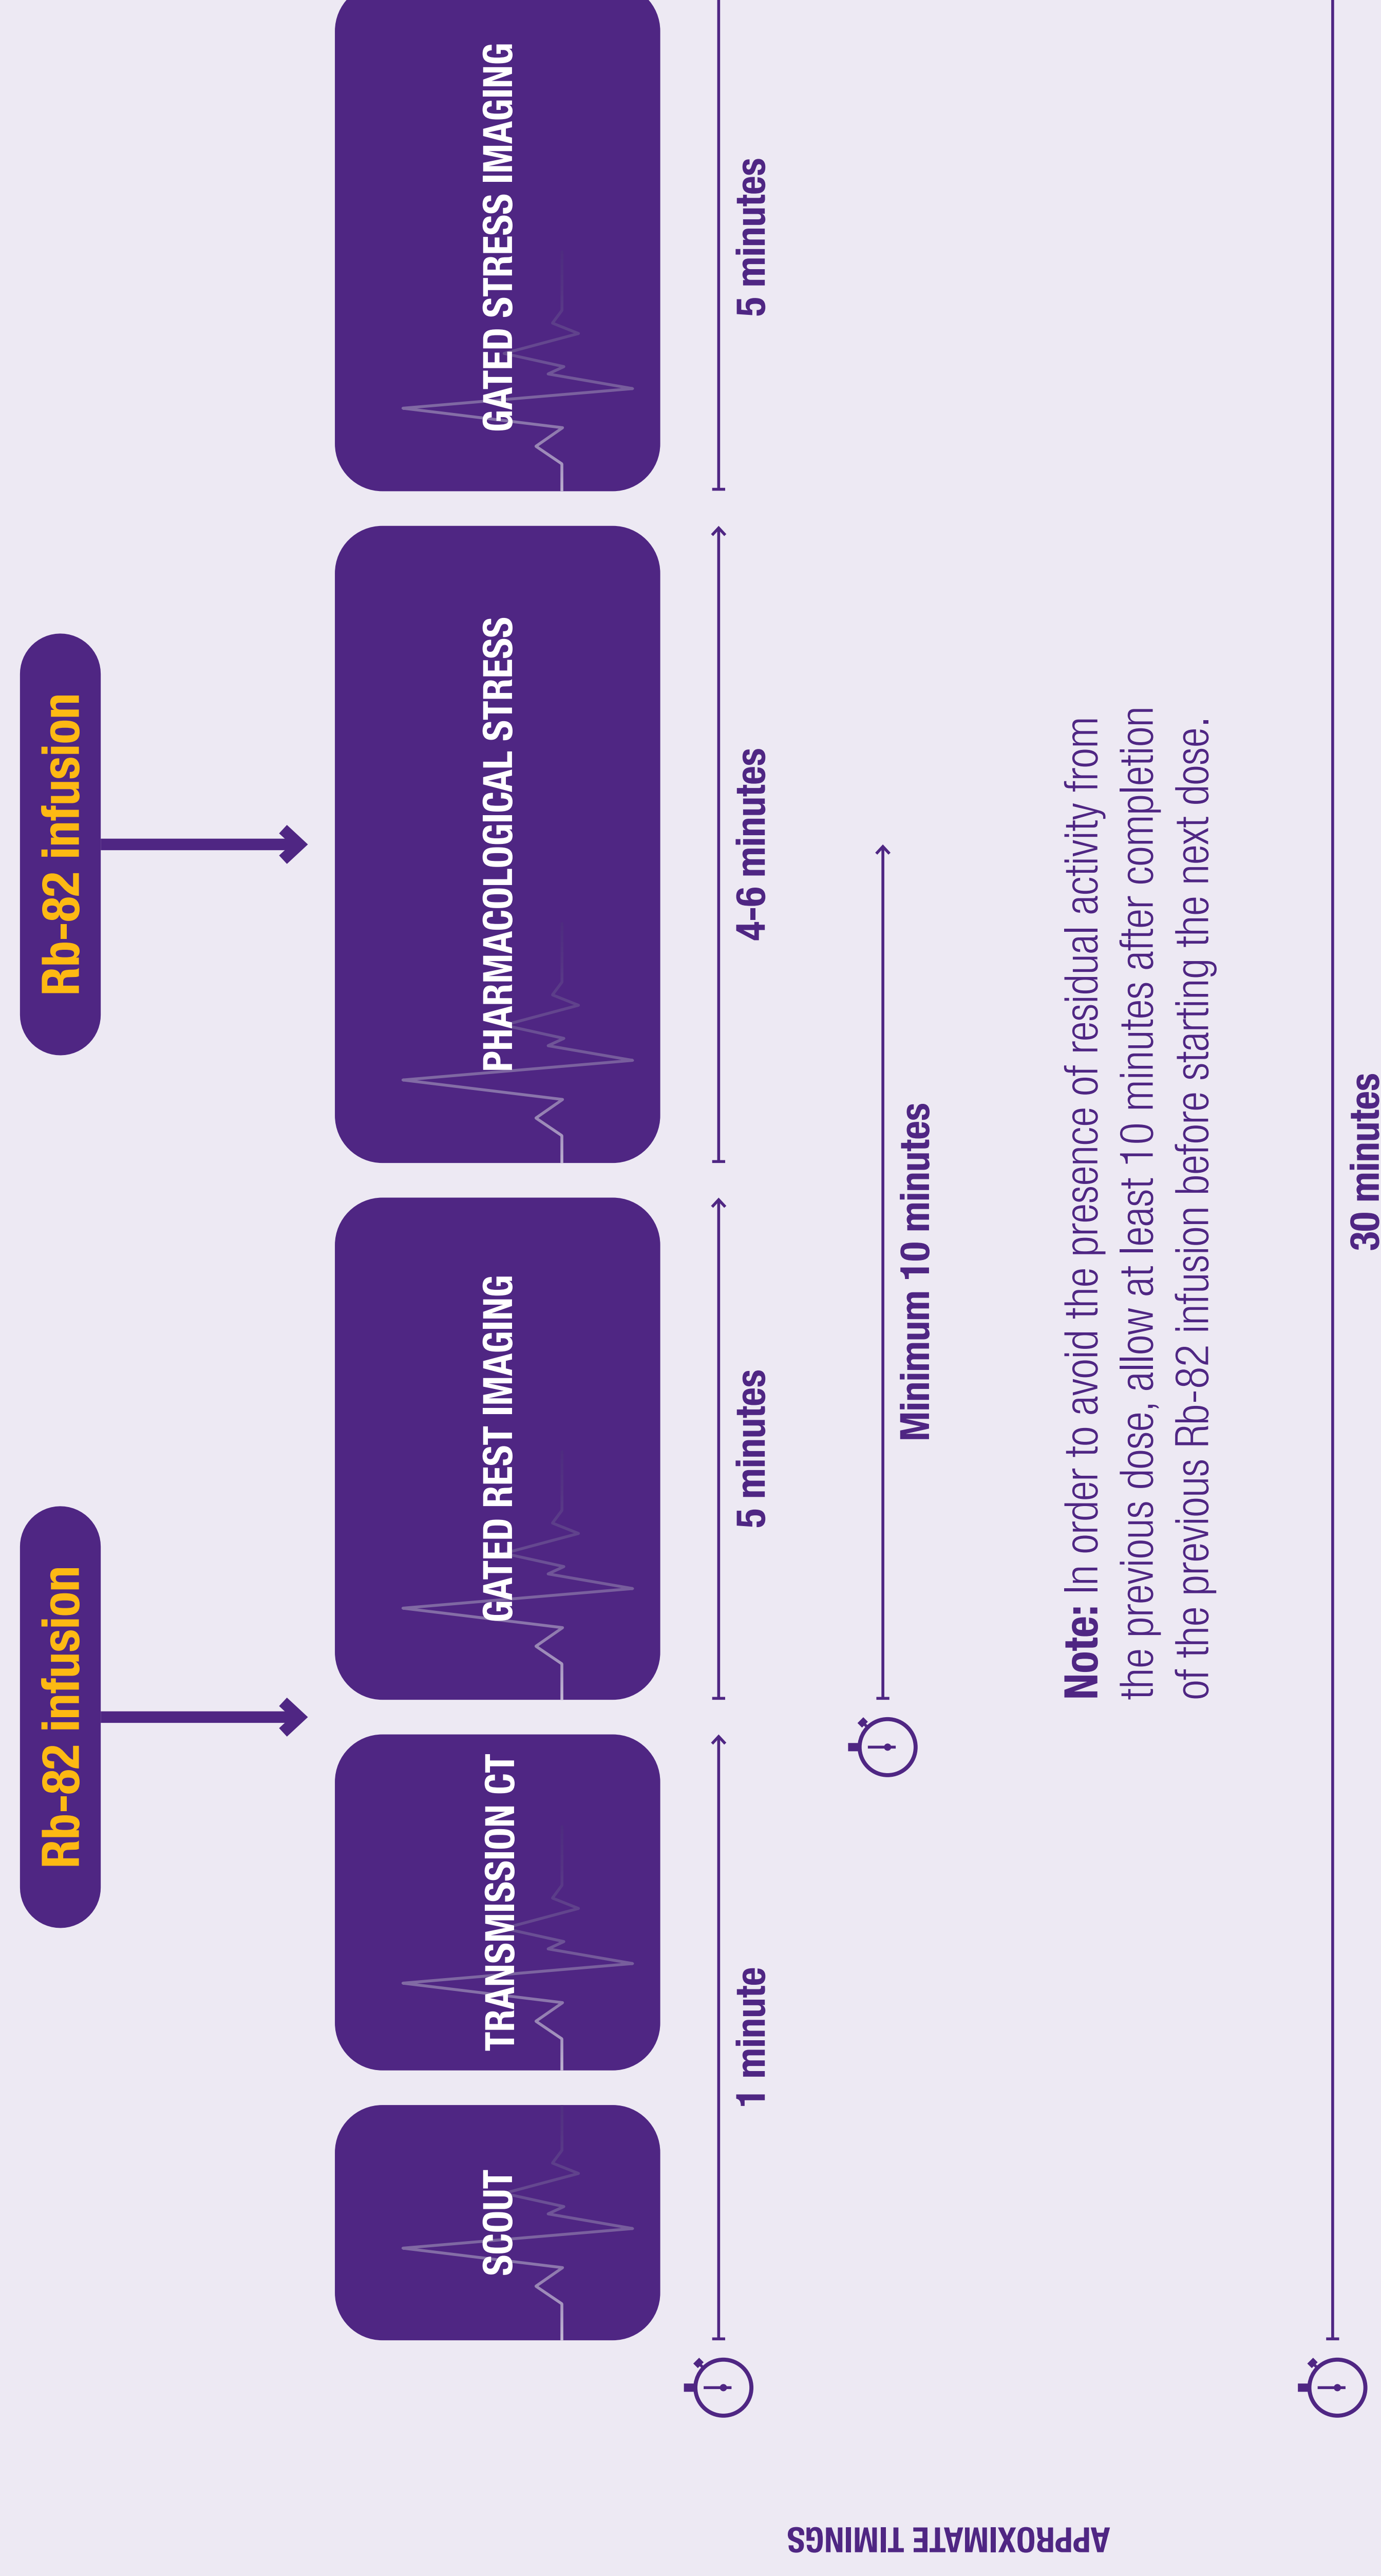 Rb-82 infusion
Rb-82 infusion
SCOUT
TRANSMISSION CT
GATED REST IMAGING
PHARMACOLOGICAL STRESS
GATED STRESS IMAGING
APPROXIMATE TIMINGS
1 minute
5 minutes
4-6 minutes
5 minutes
Minimum 10 minutes
Note: In order to avoid the presence of residual activity from
the previous dose, allow at least 10 minutes after completion
of the previous Rb-82 infusion before starting the next dose.
30 minutes